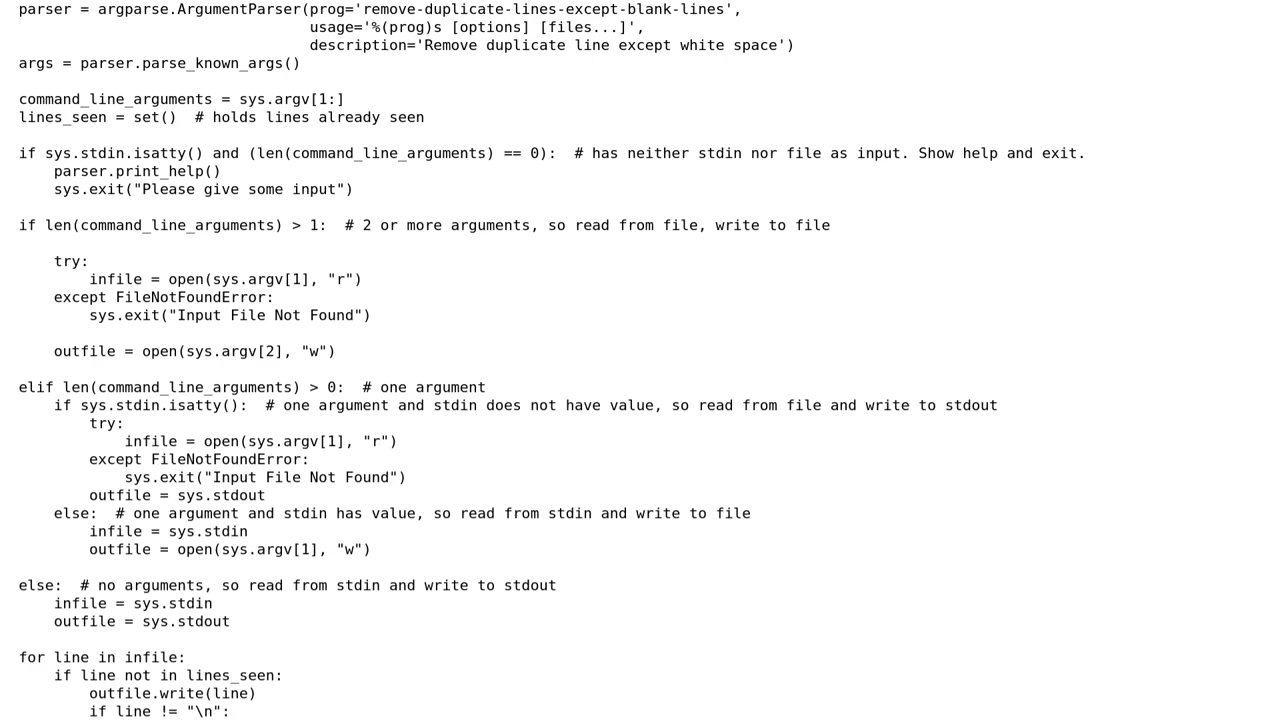 parser = argparse.ArgumentParser(prog='remove-duplicate-lines-except-blank-lines',
                                 usage='%(prog)s [options] [files...]',
                                 description='Remove duplicate line except white space')
args = parser.parse_known_args()

command_line_arguments = sys.argv[1:]
lines_seen = set()  # holds lines already seen

if sys.stdin.isatty() and (len(command_line_arguments) == 0):  # has neither stdin nor file as input. Show help and exit.
    parser.print_help()
    sys.exit("Please give some input")

if len(command_line_arguments) > 1:  # 2 or more arguments, so read from file, write to file

    try:
        infile = open(sys.argv[1], "r")
    except FileNotFoundError:
        sys.exit("Input File Not Found")

    outfile = open(sys.argv[2], "w")

elif len(command_line_arguments) > 0:  # one argument
    if sys.stdin.isatty():  # one argument and stdin does not have value, so read from file and write to stdout
        try:
            infile = open(sys.argv[1], "r")
        except FileNotFoundError:
            sys.exit("Input File Not Found")
        outfile = sys.stdout
    else:  # one argument and stdin has value, so read from stdin and write to file
        infile = sys.stdin
        outfile = open(sys.argv[1], "w")

else:  # no arguments, so read from stdin and write to stdout
    infile = sys.stdin
    outfile = sys.stdout

for line in infile:
    if line not in lines_seen:
        outfile.write(line)
        if line != "\n":